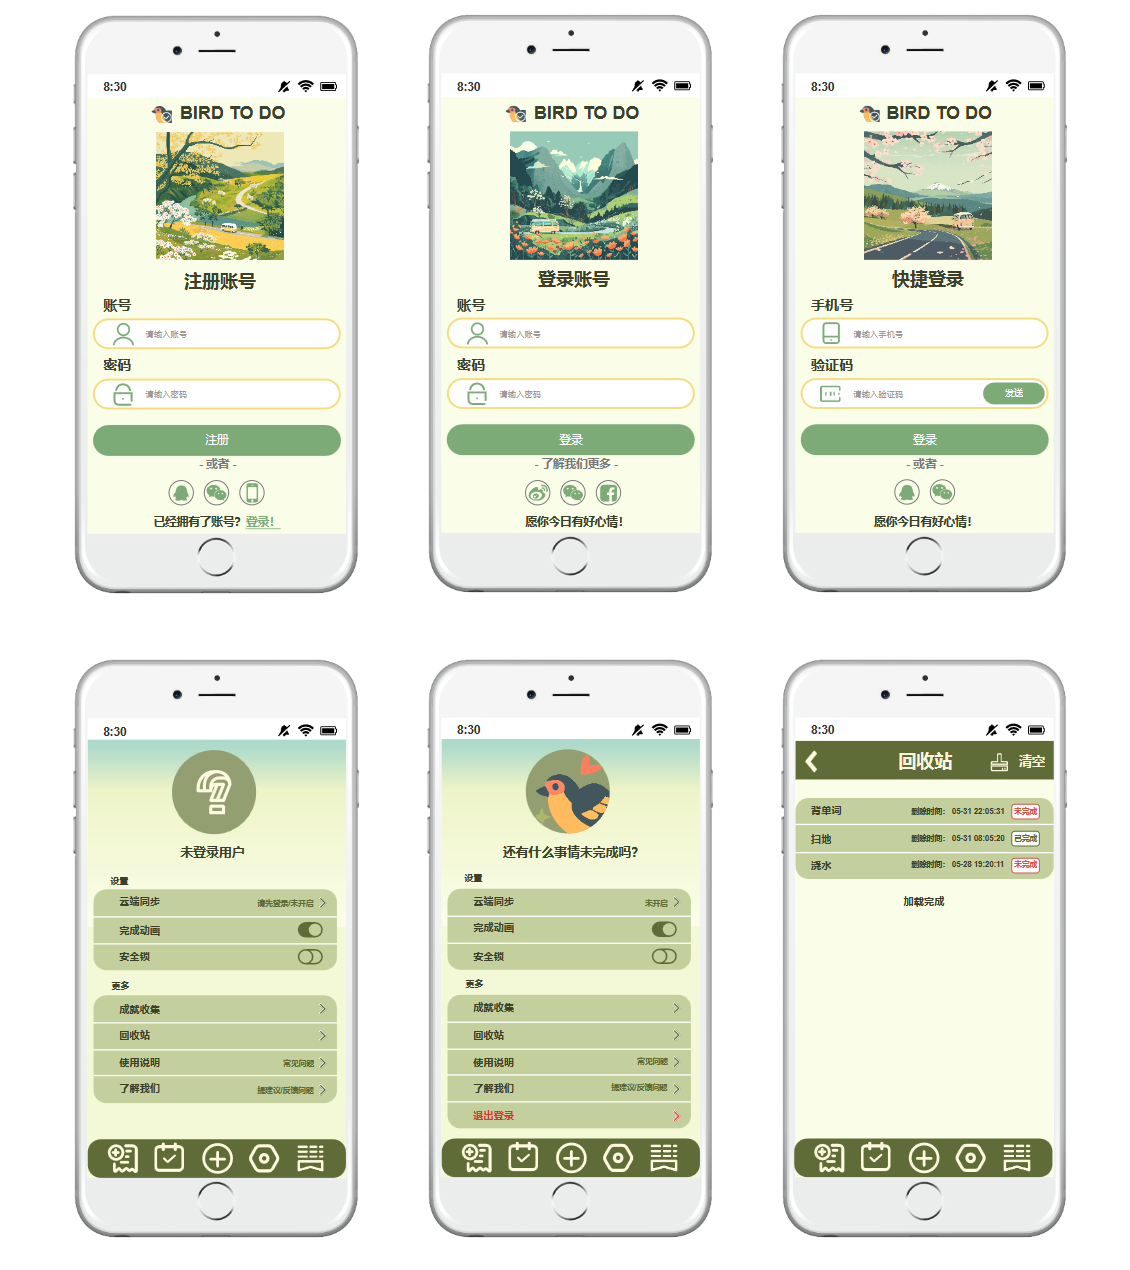 8:30
BIRD TO DO
注册账号
账号
请输入账号
密码
请输入密码
注册
- 或者 -
已经拥有了账号？登录！
8:30
BIRD TO DO
登录账号
账号
请输入账号
密码
请输入密码
登录
- 了解我们更多 -
愿你今日有好心情！
8:30
BIRD TO DO
快捷登录
手机号
请输入手机号
验证码
请输入验证码
发送
登录
- 或者 -
愿你今日有好心情！
8:30
未登录用户
设置
云端同步 请先登录/未开启
完成动画
安全锁
更多
成就收集
回收站
使用说明 常见问题
了解我们 提建议/反馈问题
8:30
还有什么事情未完成吗？
设置
云端同步 未开启
完成动画
安全锁
更多
成就收集
回收站
使用说明 常见问题
了解我们 提建议/反馈问题
退出登录
8:30
回收站 清空
背单词 删除时间： 05-31 22:05:31 未完成
扫地 删除时间： 05-31 08:05:20 已完成
浇水 删除时间： 05-28 19:20:11 未完成
加载完成